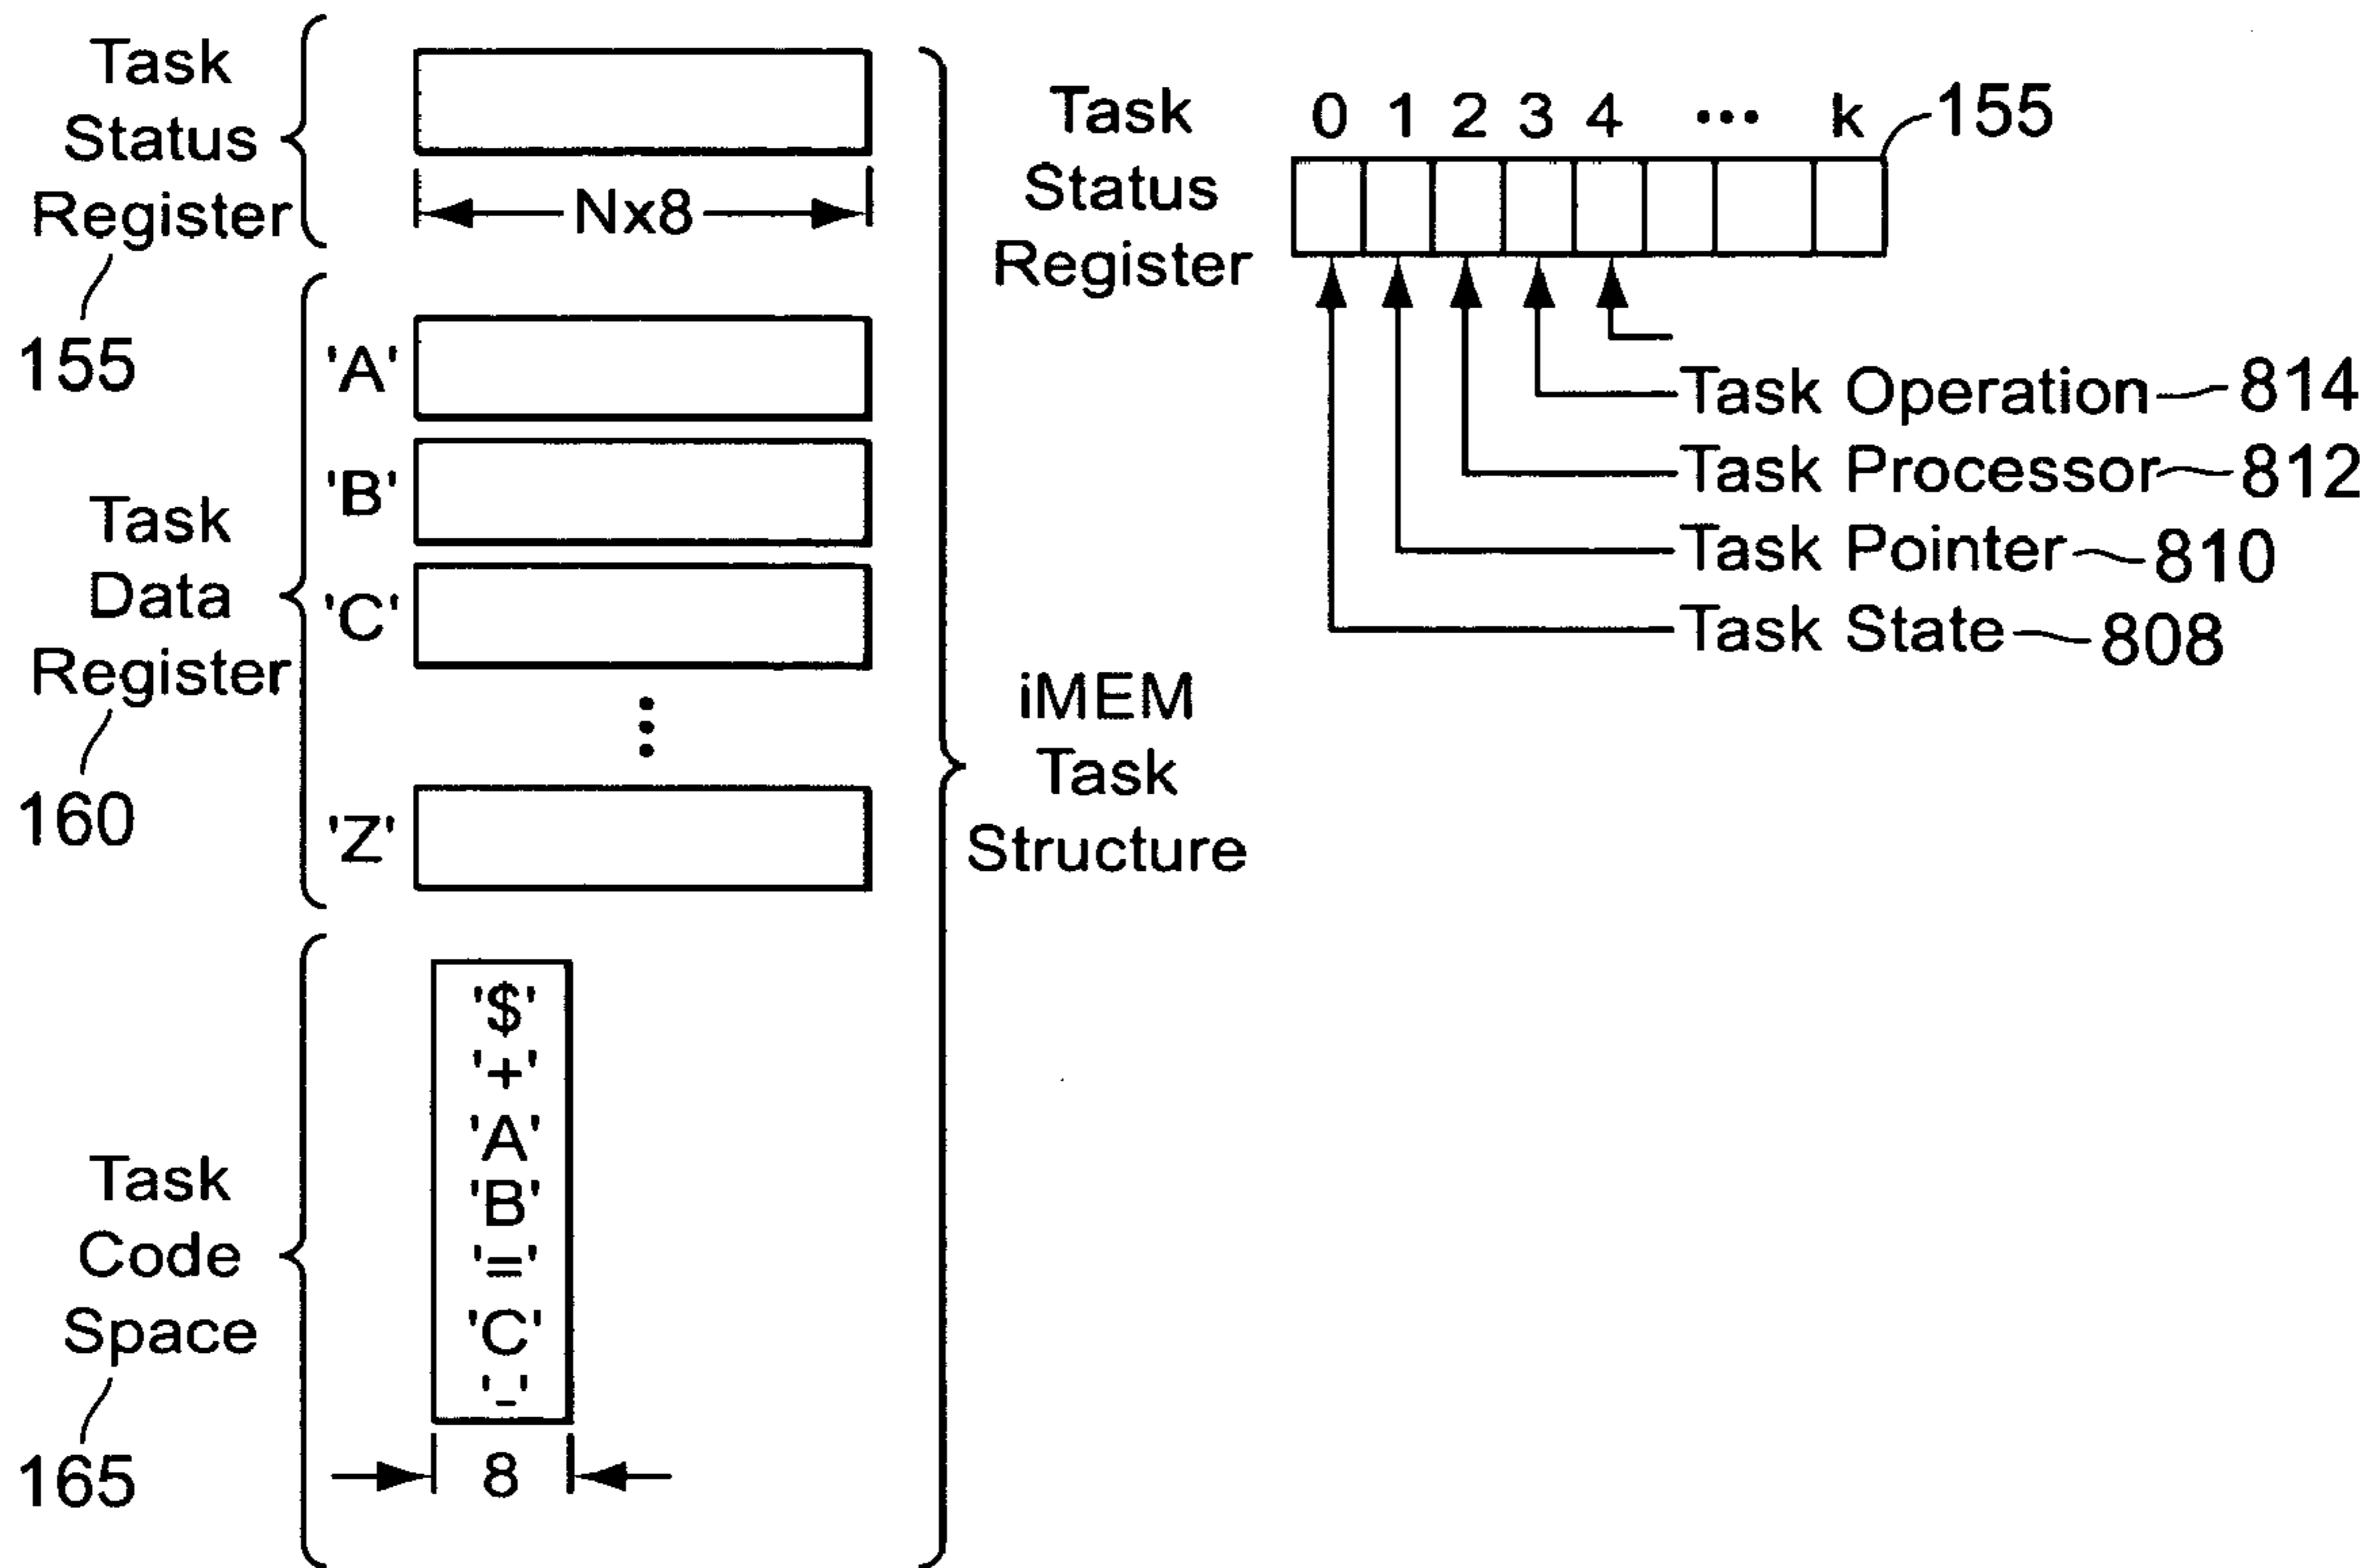 Task
Status
Register
155
Nx8
Task
Data
Register
160
'A'
'B'
'C'
'Z'
Task
Code
Space
165
'$'
'+'
'A'
'B'
'='
'C'
'-'
8
iMEM
Task
Structure
Task
Status
Register
0 1 2 3 4 ... k
155
Task Operation 814
Task Processor 812
Task Pointer 810
Task State 808